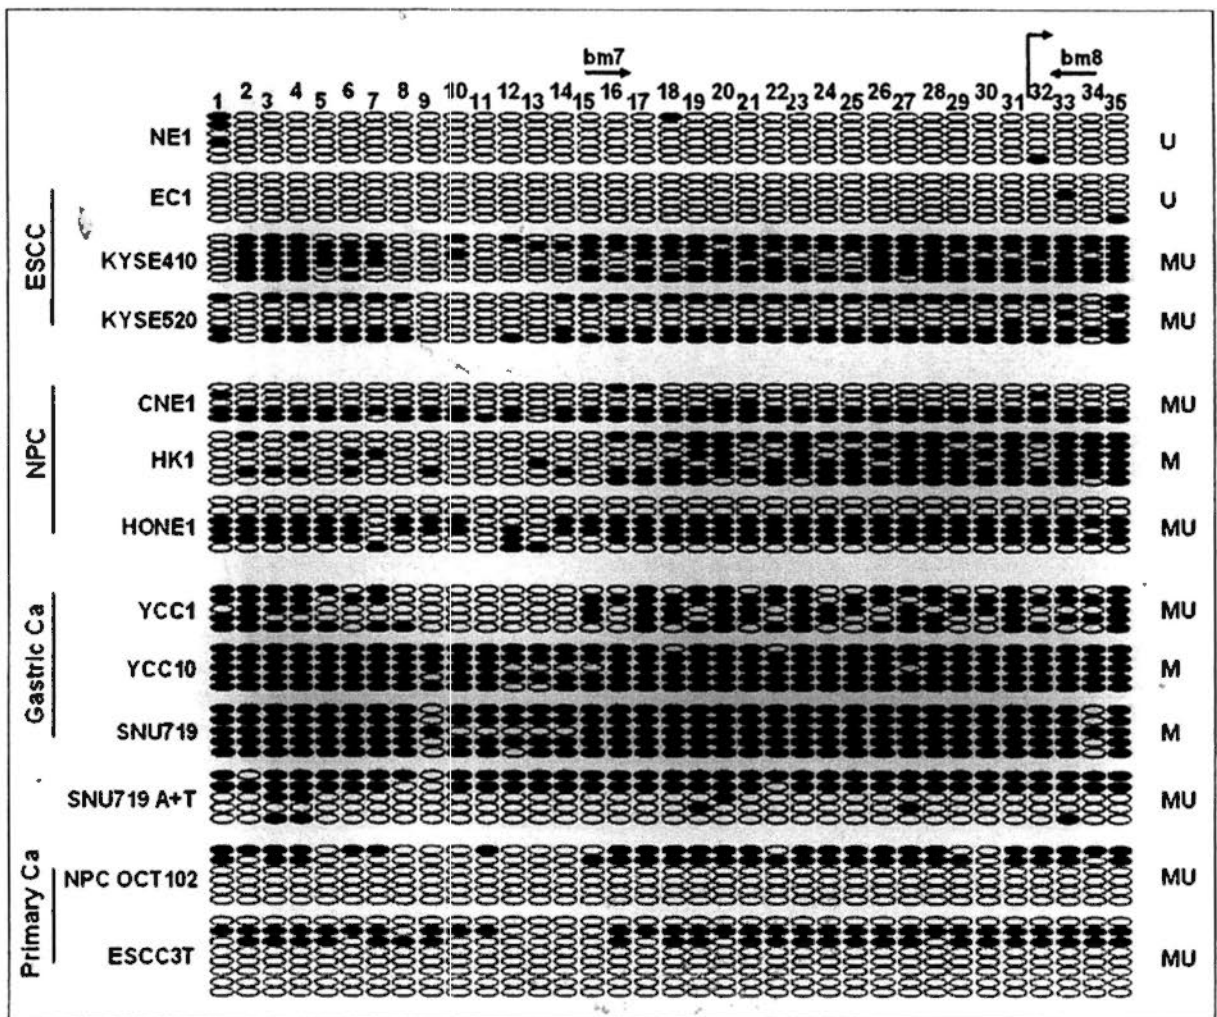 bm7 bm8
1 2 3 4 5 6 7 8 9 10 11 12 13 14 15 16 17 18 19 20 21 22 23 24 25 26 27 28 29 30 31 32 33 34 35
NE1 U
ESCC
EC1 U
KYSE410 MU
KYSE520 MU
NPC
CNE1 MU
HK1 M
HONE1 MU
Gastric Ca
YCC1 MU
YCC10 M
SNU719 M
SNU719 A+T MU
Primary Ca
NPC OCT102 MU
ESCC3T MU